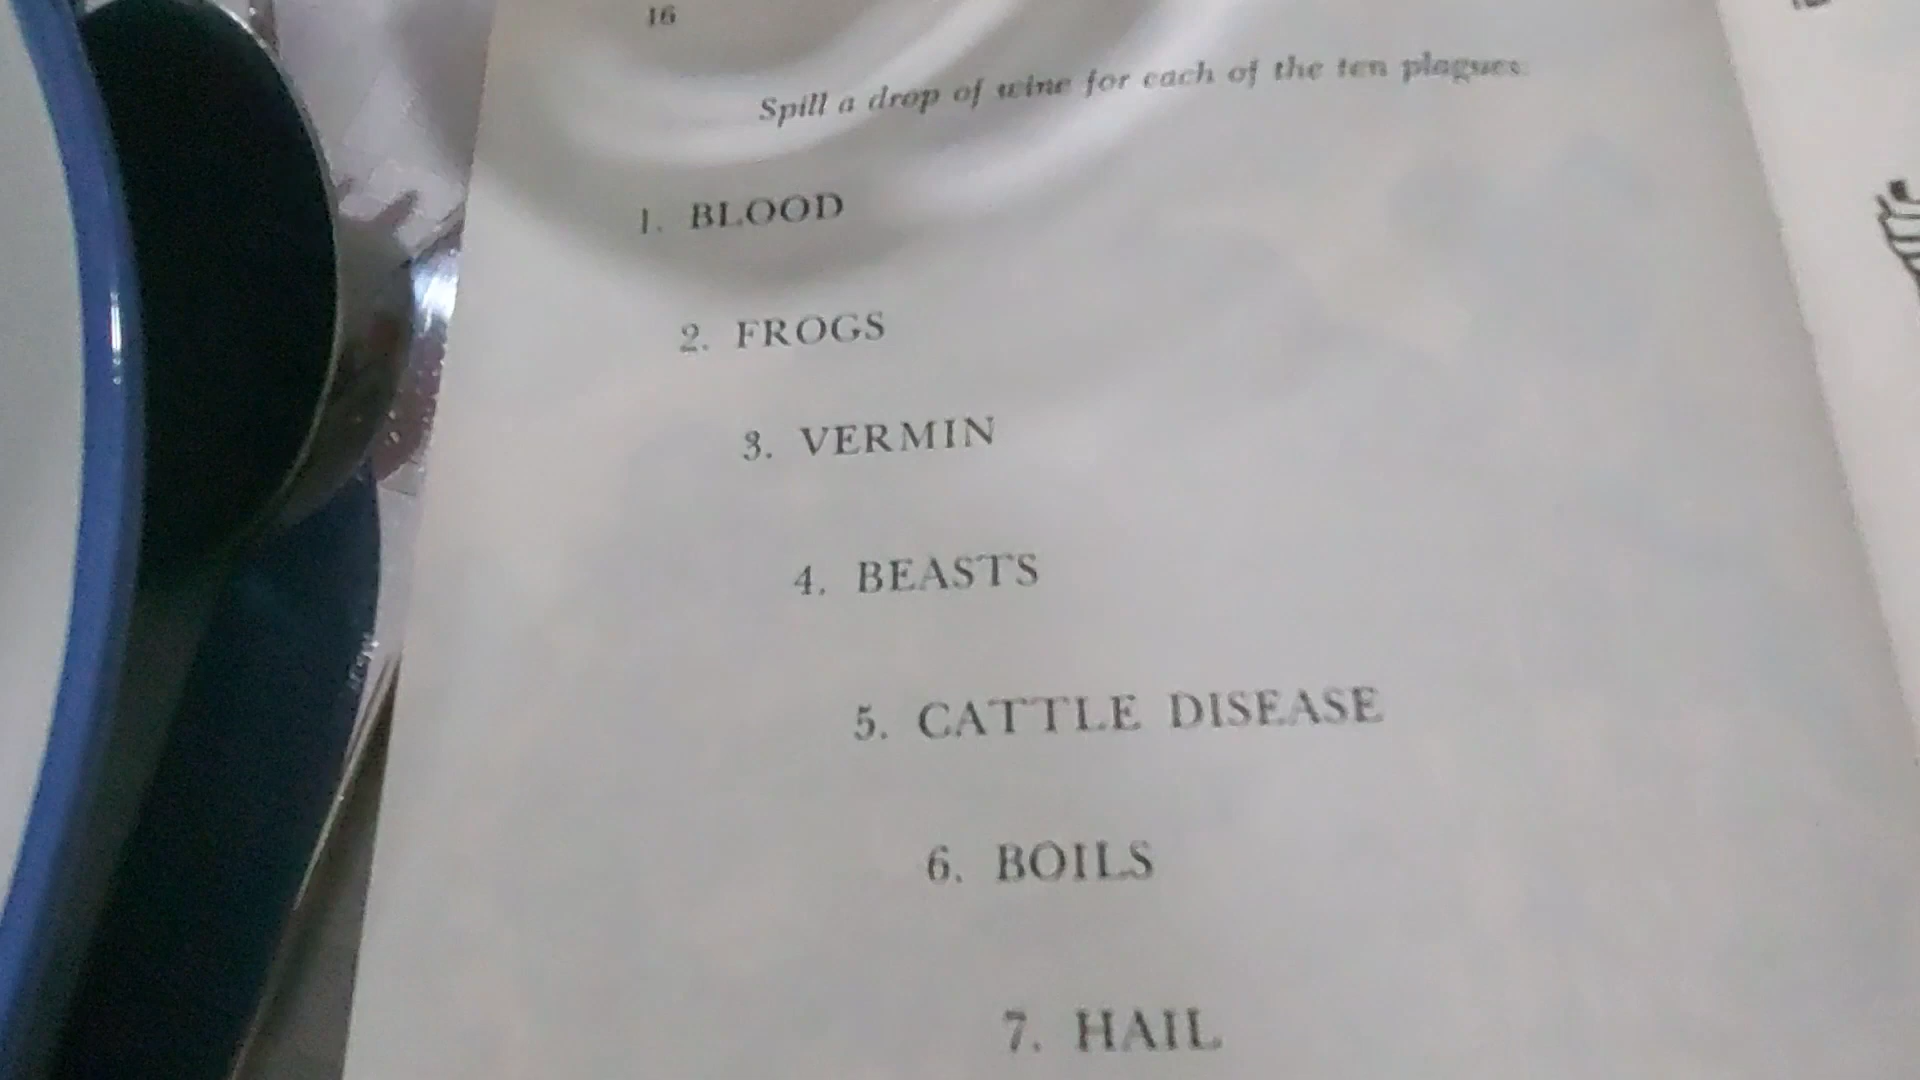 16
Spill a drop of wine for each of the ten plagues
1. BLOOD
2. FROGS
3. VERMIN
4. BEASTS
5. CATTLE DISEASE
6. BOILS
7. HAIL